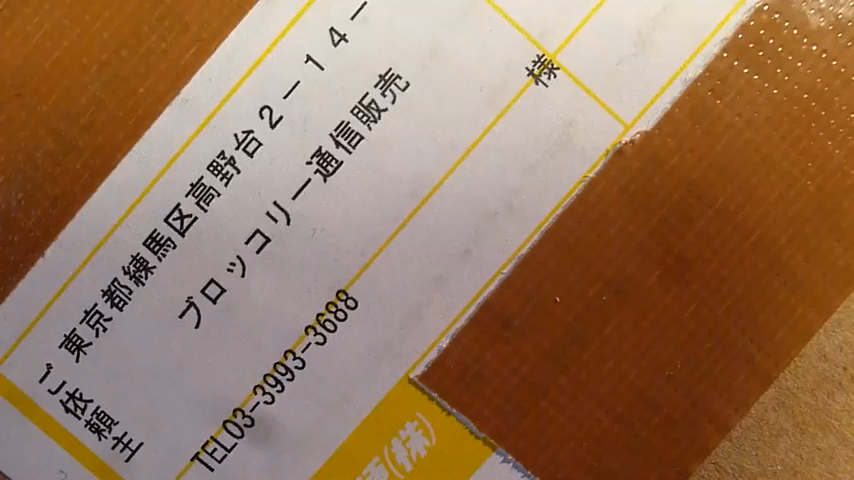 ご依頼主
東京都練馬区高野台2-14-
ブロッコリー通信販売
様
TEL03-3993-3688
(株)